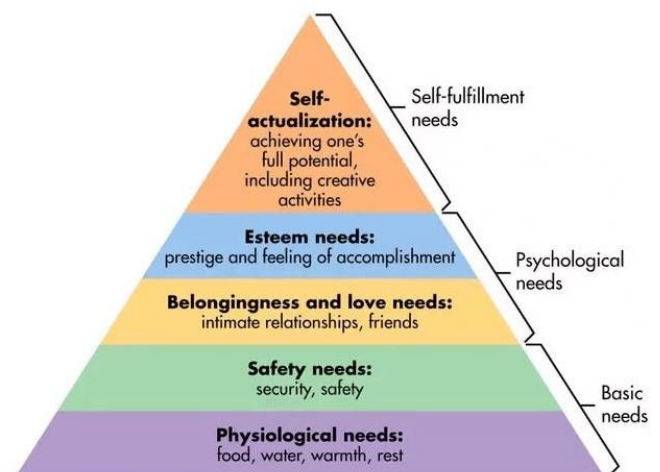 Self-
actualization:
achieving one's
full potential,
including creative
activities
Self-fulfillment
needs
Esteem needs:
prestige and feeling of accomplishment
Belongingness and love needs:
intimate relationships, friends
Psychological
needs
Safety needs:
security, safety
Physiological needs:
food, water, warmth, rest
Basic
needs